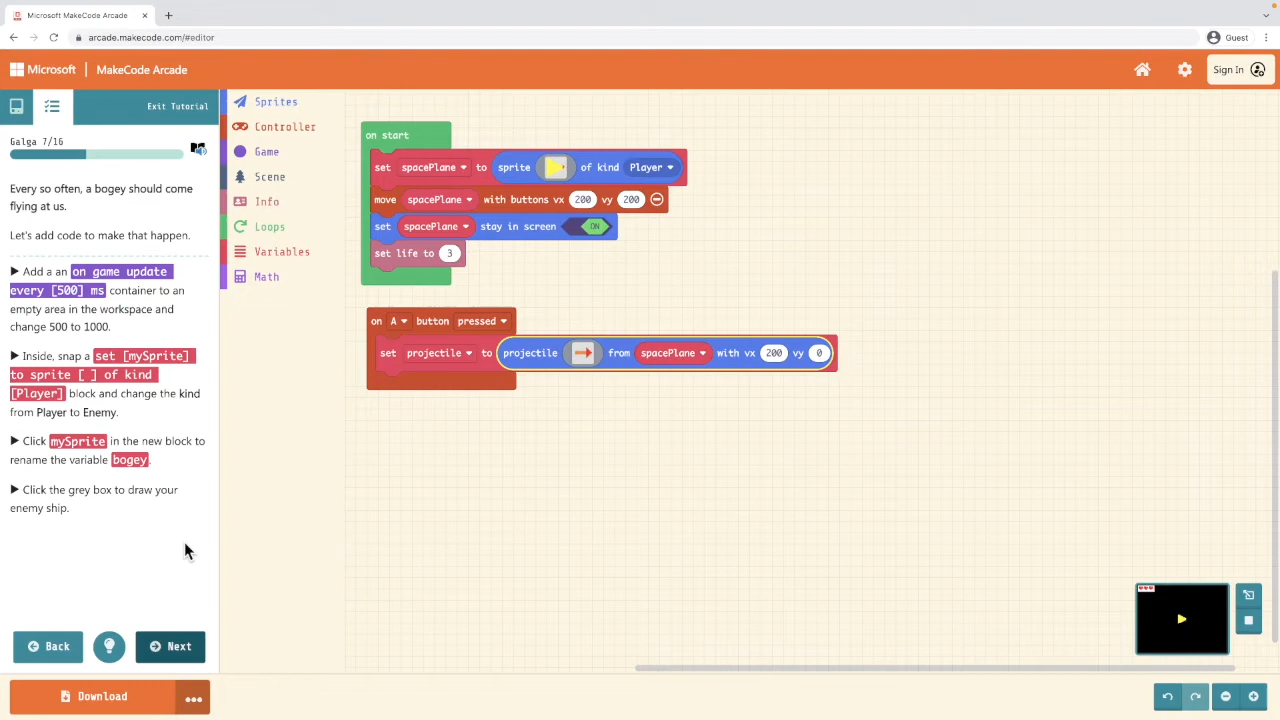 Microsoft MakeCode Arcade
arcade.makecode.com/#editor
Guest
Microsoft | MakeCode Arcade
Sign In
Exit Tutorial
Galga 7/16
Every so often, a bogey should come
flying at us.
Let's add code to make that happen.
Add a an on game update
every [500] ms container to an
empty area in the workspace and
change 500 to 1000.
Inside, snap a set [mySprite]
to sprite [ ] of kind
[Player] block and change the kind
from Player to Enemy.
Click mySprite in the new block to
rename the variable bogey.
Click the grey box to draw your
enemy ship.
Back
Next
Download
Sprites
Controller
Game
Scene
Info
Loops
Variables
Math
on start
set spacePlane to sprite of kind Player
move spacePlane with buttons vx 200 vy 200
set spacePlane stay in screen ON
set life to 3
on A button pressed
set projectile to projectile from spacePlane with vx 200 vy 0